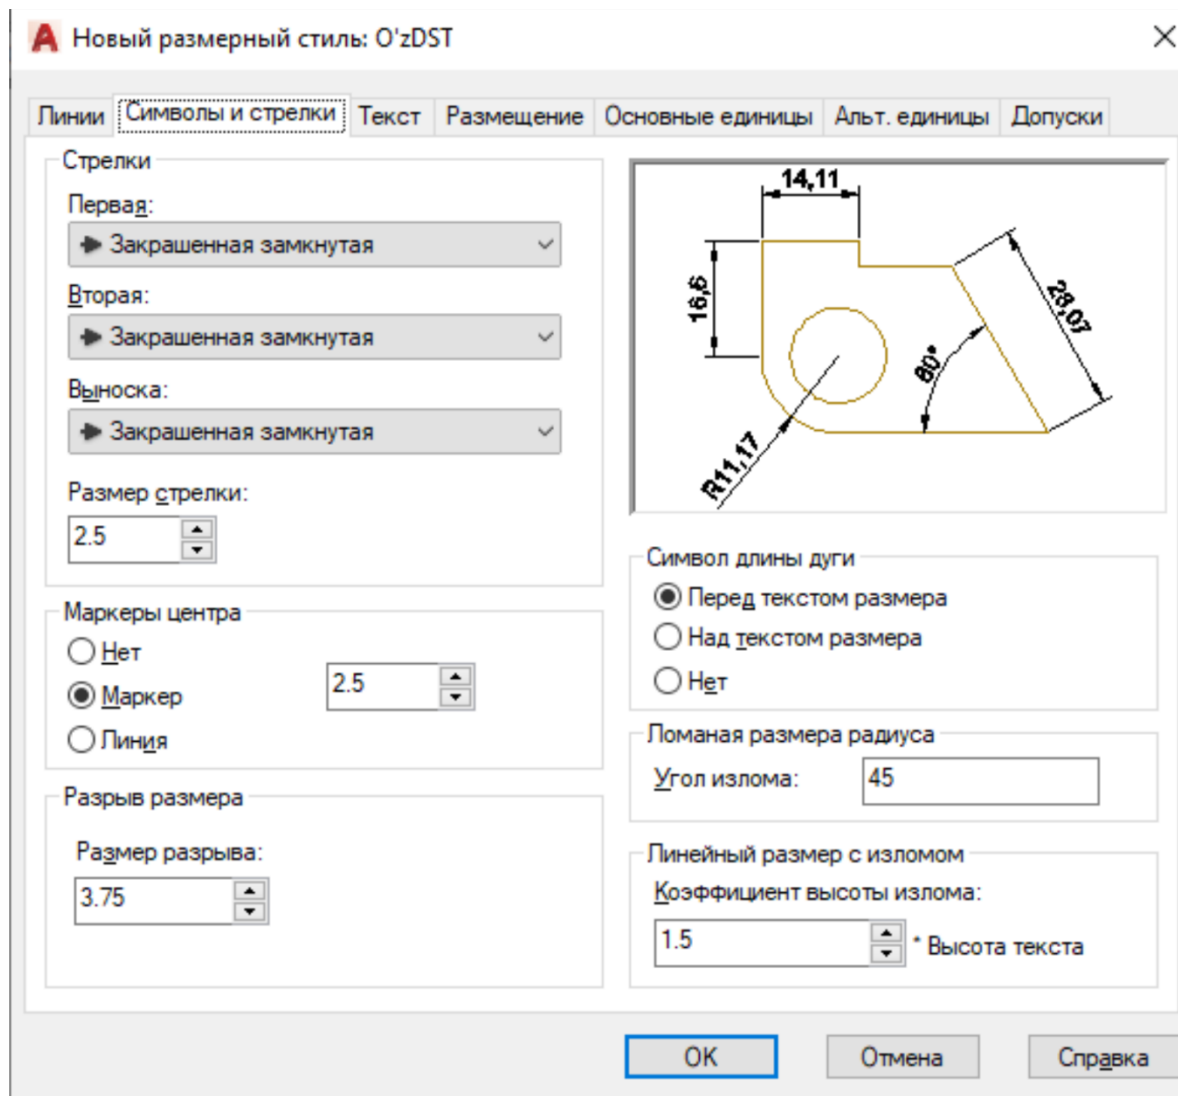 Новый размерный стиль: O'zDST
Линии Символы и стрелки Текст Размещение Основные единицы Альт. единицы Допуски
Стрелки
Первая:
Закрашенная замкнутая
Вторая:
Закрашенная замкнутая
Выноска:
Закрашенная замкнутая
Размер стрелки:
2.5
Маркеры центра
Нет
Маркер
2.5
Линия
Разрыв размера
Размер разрыва:
3.75
14,11
16,6
28,07
60°
R11,17
Символ длины дуги
Перед текстом размера
Над текстом размера
Нет
Ломаная размера радиуса
Угол излома: 45
Линейный размер с изломом
Коэффициент высоты излома:
1.5 * Высота текста
OK Отмена Справка